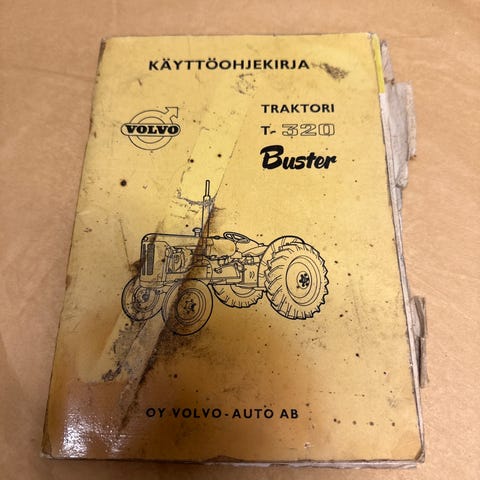 KÄYTTÖOHJEKIRJA
VOLVO
TRAKTORI
T-320
Buster
OY VOLVO-AUTO AB